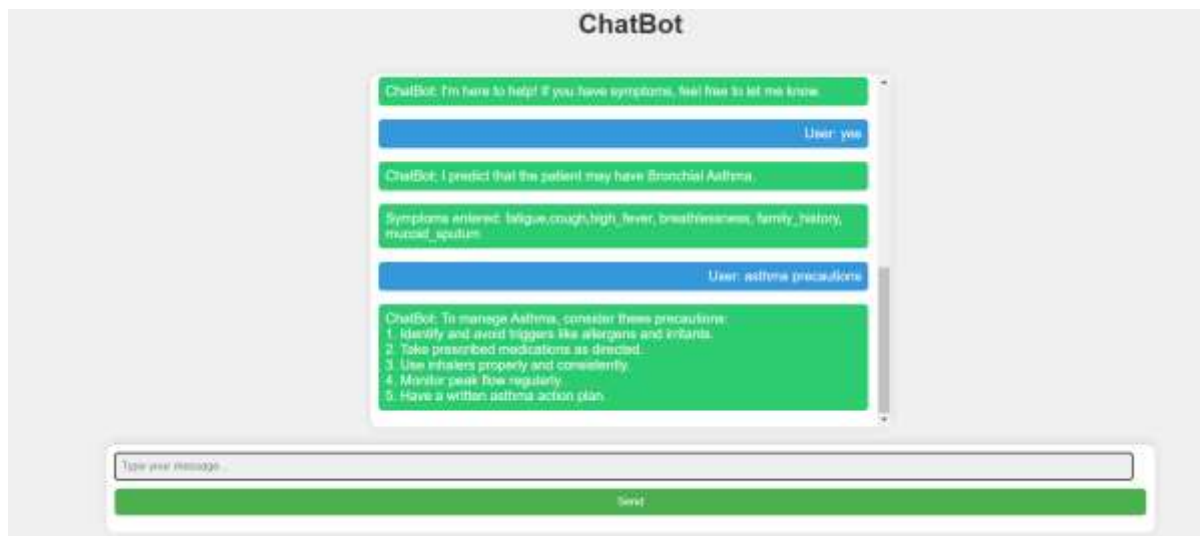 ChatBot
ChatBot: I'm here to help! If you have symptoms, feel free to let me know.
User: yes
ChatBot: I predict that the patient may have Bronchial Asthma.
Symptoms entered: fatigue,cough,high_fever, breathlessness, family_history,
mucoid_sputum
User: asthma precautions
ChatBot: To manage Asthma, consider these precautions:
1. Identify and avoid triggers like allergens and irritants.
2. Take prescribed medications as directed.
3. Use inhalers properly and consistently.
4. Monitor peak flow regularly.
5. Have a written asthma action plan.
Type your message...
Send